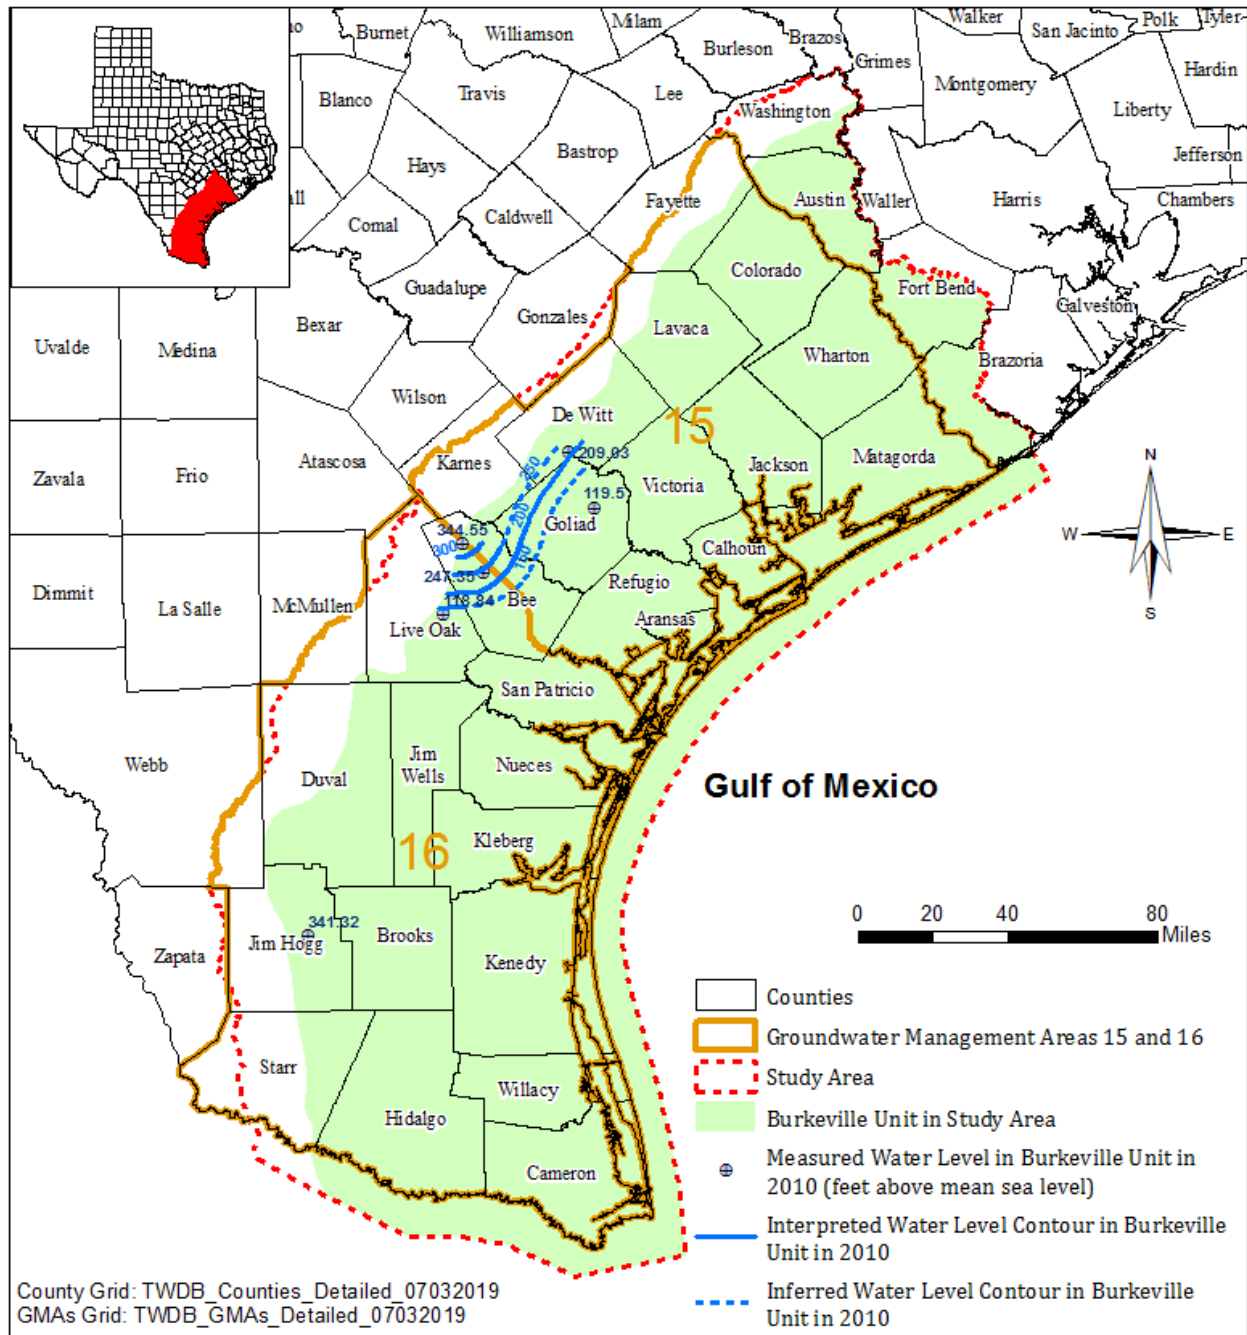 Burnet
Williamson
Milam
Burleson
Brazos
Grimes
Walker
San Jacinto
Polk
Tyler
Hardin
Montgomery
Liberty
Jefferson
Chambers
Blanco
Travis
Lee
Washington
Hays
Bastrop
Fayette
Austin
Waller
Harris
Comal
Caldwell
Colorado
Fort Bend
Guadalupe
Gonzales
Lavaca
Galveston
Bexar
Uvalde
Medina
Wharton
Brazoria
Wilson
De Witt
15
Karnes
Atascosa
Zavala
Frio
209.03
250
Victoria
Jackson
Matagorda
119.5
200
Goliad
344.55
300
160
Calhoun
247.35
Refugio
Dimmit
La Salle
McMullen
118.84
Bee
Live Oak
Aransas
San Patricio
Webb
Duval
Jim
Wells
Nueces
Gulf of Mexico
16
Kleberg
341.32
Zapata
Jim Hogg
Brooks
Kenedy
Starr
Willacy
Hidalgo
Cameron
N
W
E
S
0 20 40 80
Miles
Counties
Groundwater Management Areas 15 and 16
Study Area
Burkeville Unit in Study Area
Measured Water Level in Burkeville Unit in
2010 (feet above mean sea level)
Interpreted Water Level Contour in Burkeville
Unit in 2010
Inferred Water Level Contour in Burkeville
Unit in 2010
County Grid: TWDB_Counties_Detailed_07032019
GMAs Grid: TWDB_GMAs_Detailed_07032019